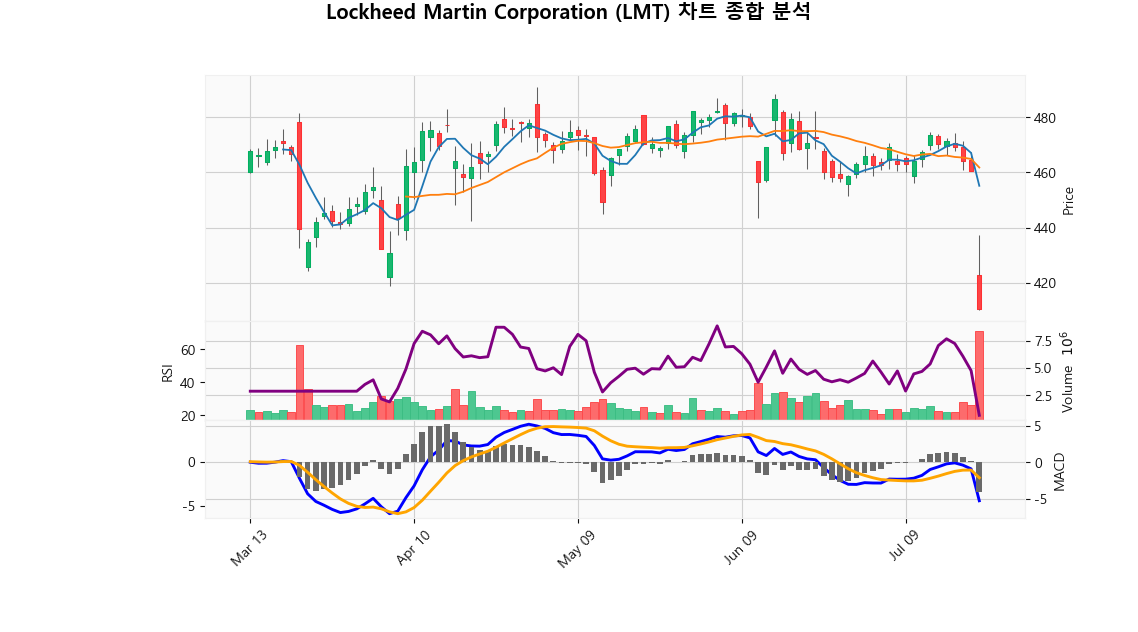 Lockheed Martin Corporation (LMT) 차트 종합 분석
480
460
440
420
Price
60
40
20
RSI
7.5
5.0
2.5
Volume 10^6
0
-5
5
0
-5
MACD
Mar 13
Apr 10
May 09
Jun 09
Jul 09